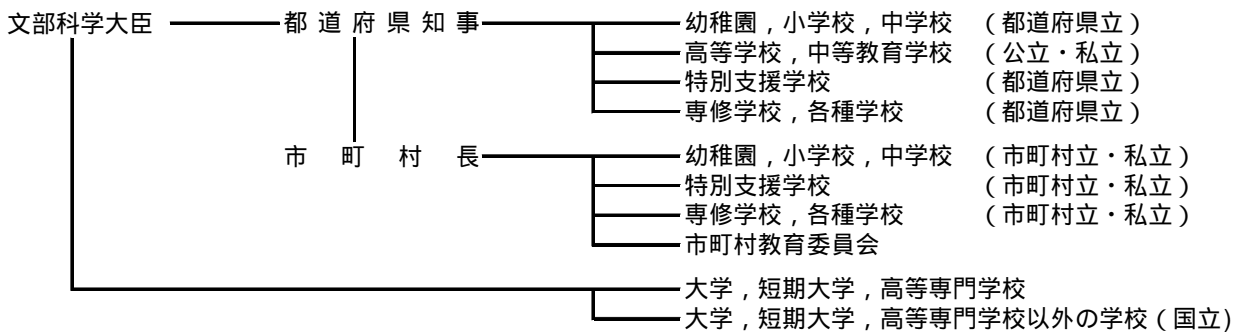 文部科学大臣 都道府県知事 幼稚園，小学校，中学校 （都道府県立）
高等学校，中等教育学校 （公立・私立）
特別支援学校 （都道府県立）
専修学校，各種学校 （都道府県立）
市町村長 幼稚園，小学校，中学校 （市町村立・私立）
特別支援学校 （市町村立・私立）
専修学校，各種学校 （市町村立・私立）
市町村教育委員会
大学，短期大学，高等専門学校
大学，短期大学，高等専門学校以外の学校（国立）